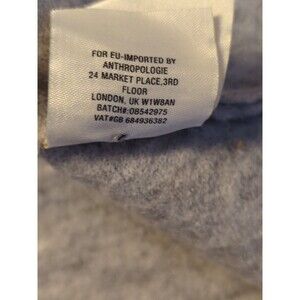 FOR EU-IMPORTED BY
ANTHROPOLOGIE
24 MARKET PLACE,3RD
FLOOR
LONDON, UK W1W8AN
BATCH#:OB542975
VAT#GB 684936382